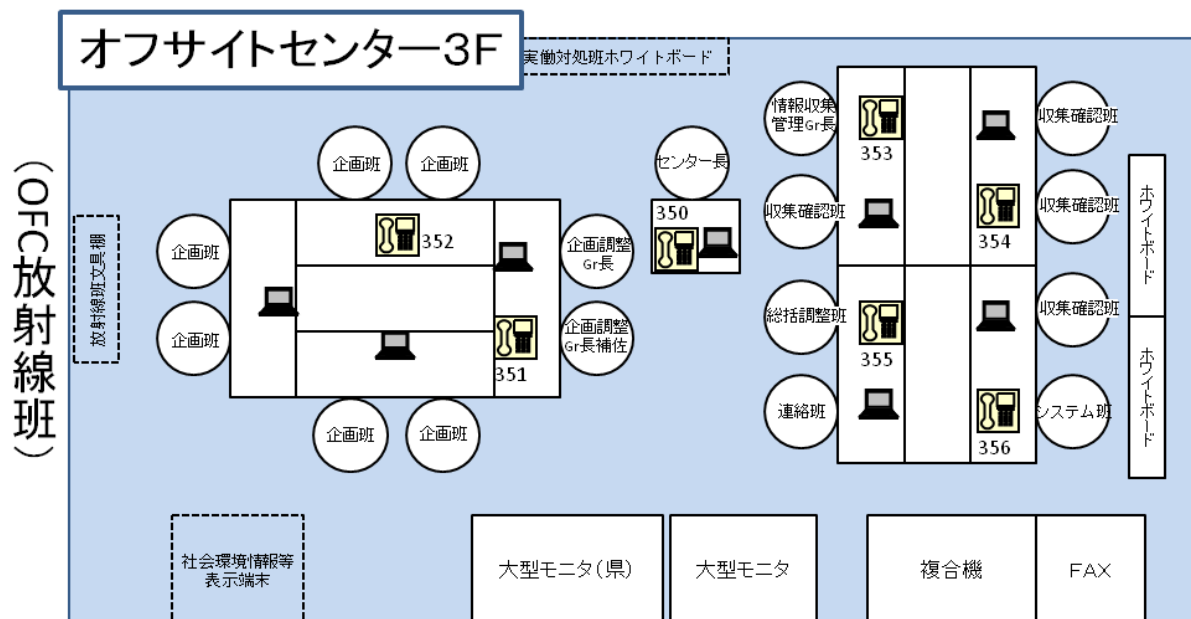 オフサイトセンター3F
実働対処班ホワイトボード
(OFC放射線班)
放射線班文具棚
企画班
企画班
企画班
企画班
企画班
企画班
352
351
企画調整
Gr長
企画調整
Gr長補佐
センター長
350
情報収集
管理Gr長
353
収集確認班
収集確認班
354
収集確認班
総括調整班
355
収集確認班
連絡班
356
システム班
ホワイトボード
ホワイトボード
社会環境情報等
表示端末
大型モニタ(県)
大型モニタ
複合機
FAX